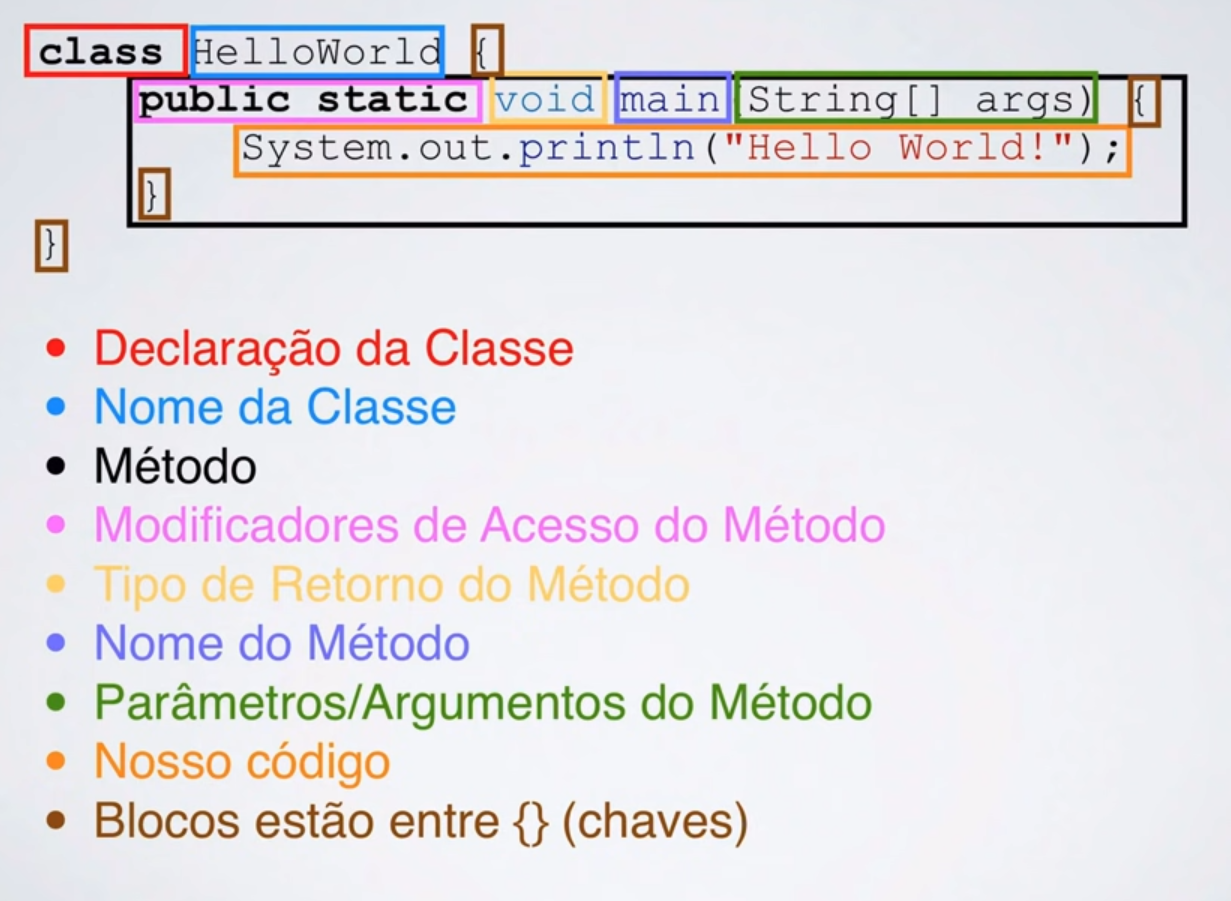 class HelloWorld {
public static void main(String[] args) {
System.out.println("Hello World!");
}
}
• Declaração da Classe
• Nome da Classe
• Método
• Modificadores de Acesso do Método
• Tipo de Retorno do Método
• Nome do Método
• Parâmetros/Argumentos do Método
• Nosso código
• Blocos estão entre {} (chaves)